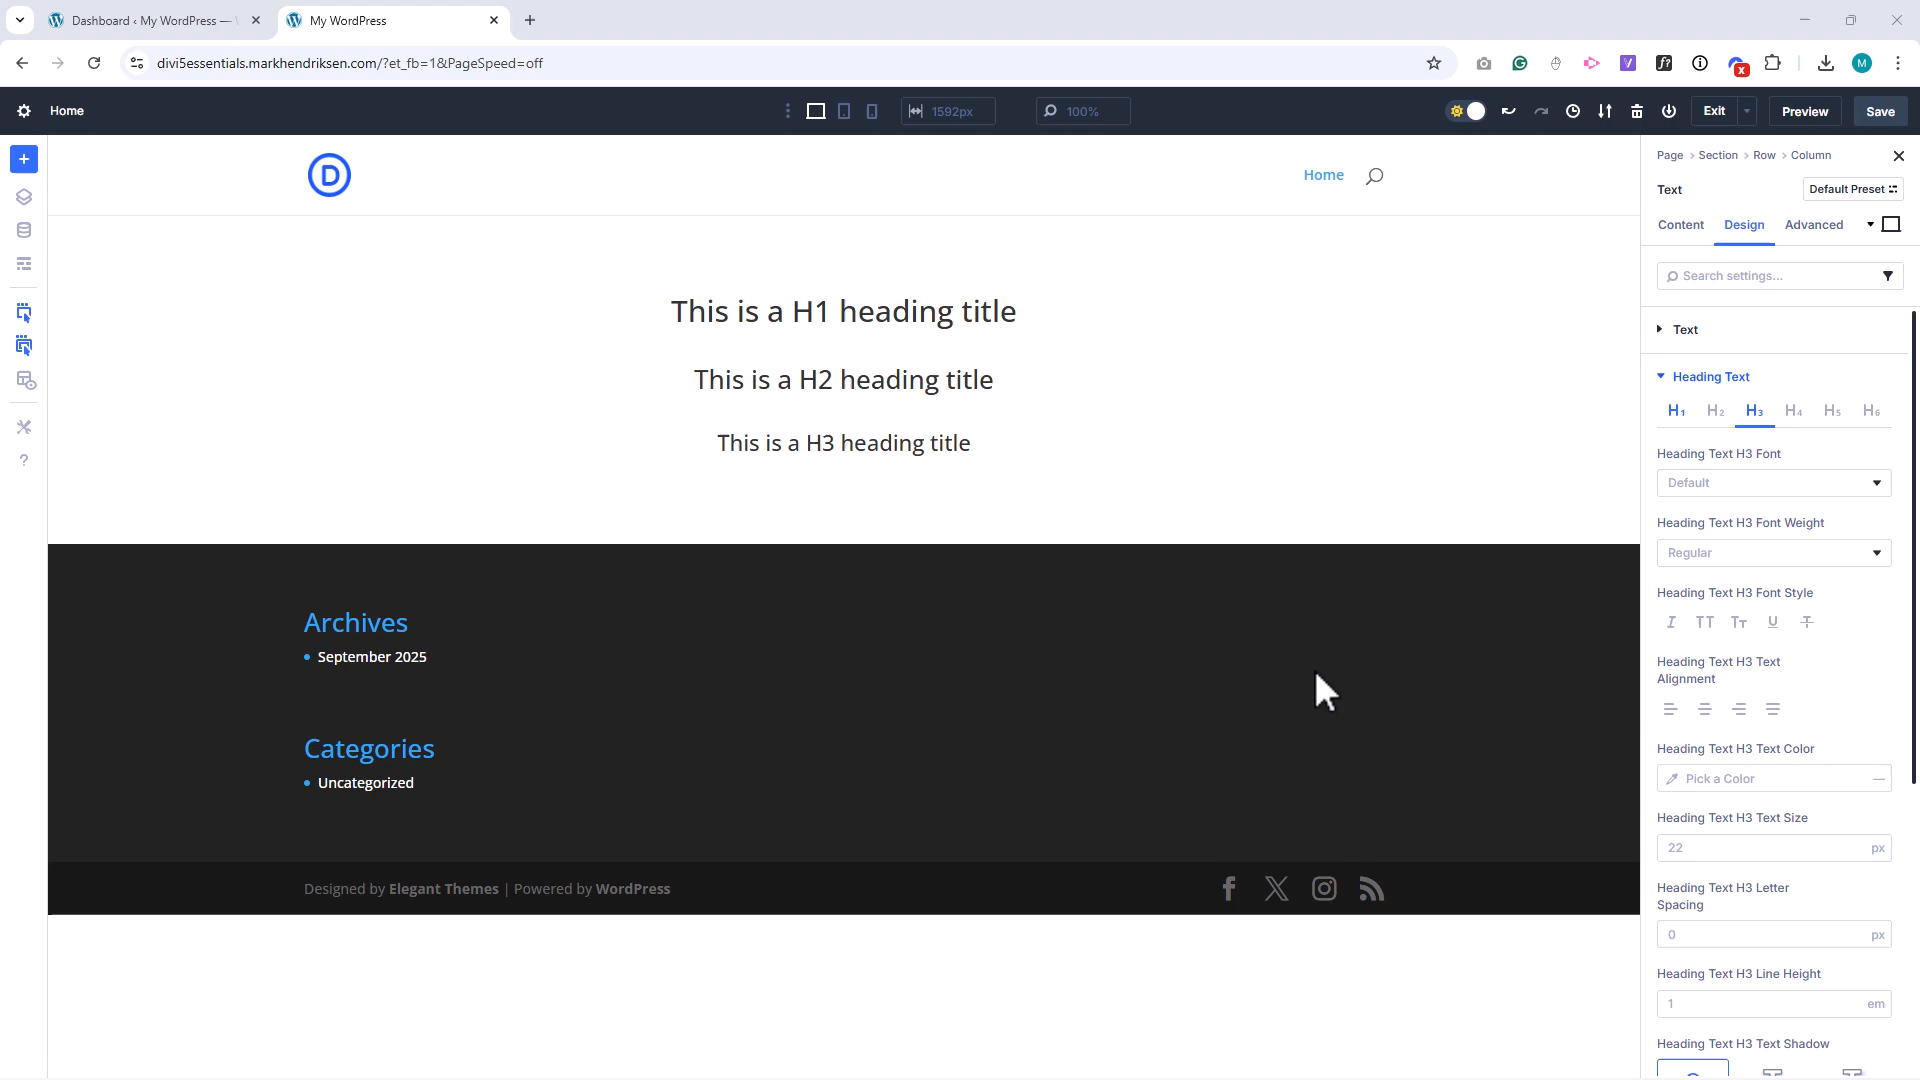 Dashboard ‹ My WordPress —
My WordPress
divi5essentials.markhendriksen.com/?et_fb=1&PageSpeed=off
M
Home
1592px
100%
Exit
Preview
Save
D
Home
This is a H1 heading title
This is a H2 heading title
This is a H3 heading title
Archives
September 2025
Categories
Uncategorized
Designed by Elegant Themes | Powered by WordPress
Page > Section > Row > Column
Text
Default Preset
Content
Design
Advanced
Search settings...
Text
Heading Text
H1 H2 H3 H4 H5 H6
Heading Text H3 Font
Default
Heading Text H3 Font Weight
Regular
Heading Text H3 Font Style
I TT Tт U T
Heading Text H3 Text
Alignment
Heading Text H3 Text Color
Pick a Color
Heading Text H3 Text Size
22 px
Heading Text H3 Letter
Spacing
0 px
Heading Text H3 Line Height
1 em
Heading Text H3 Text Shadow